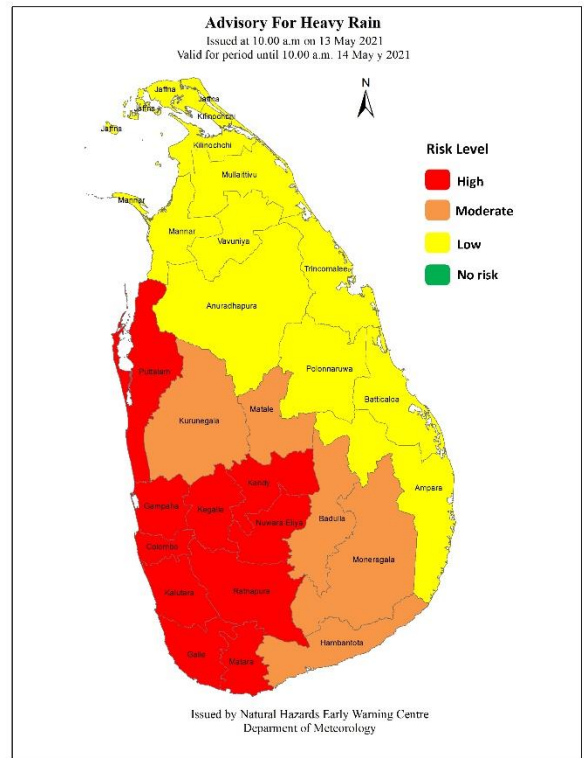 Advisory For Heavy Rain
Issued at 10.00 a.m on 13 May 2021
Valid for period until 10.00 a.m. 14 May y 2021
N
Jaffna
Jaffna
Jaffna
Kilinochchi
Jaffna
Kilinochchi
Mullaittivu
Mannar
Mannar
Vavuniya
Trincomalee
Anuradhapura
Risk Level
High
Moderate
Low
No risk
Puttalam
Polonnaruwa
Batticaloa
Kurunegala
Matale
Ampara
Kandy
Gampaha
Kegalle
Nuwara Eliya
Badulla
Colombo
Moneragala
Kalutara
Ratnapura
Hambantota
Galle
Matara
Issued by Natural Hazards Early Warning Centre
Deparment of Meteorology